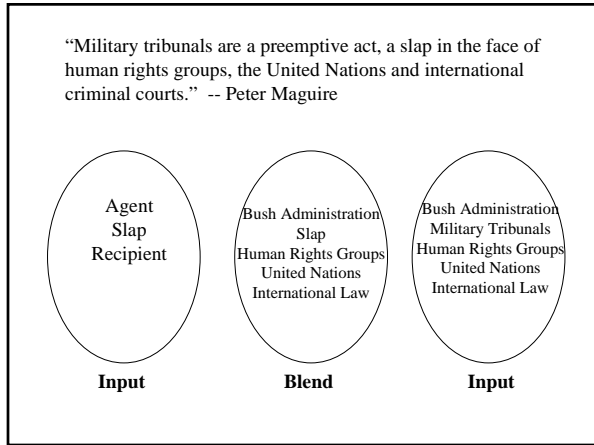 “Military tribunals are a preemptive act, a slap in the face of
human rights groups, the United Nations and international
criminal courts.”  -- Peter Maguire
Agent
Slap
Recipient
Bush Administration
Slap
Human Rights Groups
United Nations
International Law
Bush Administration
Military Tribunals
Human Rights Groups
United Nations
International Law
Input
Blend
Input